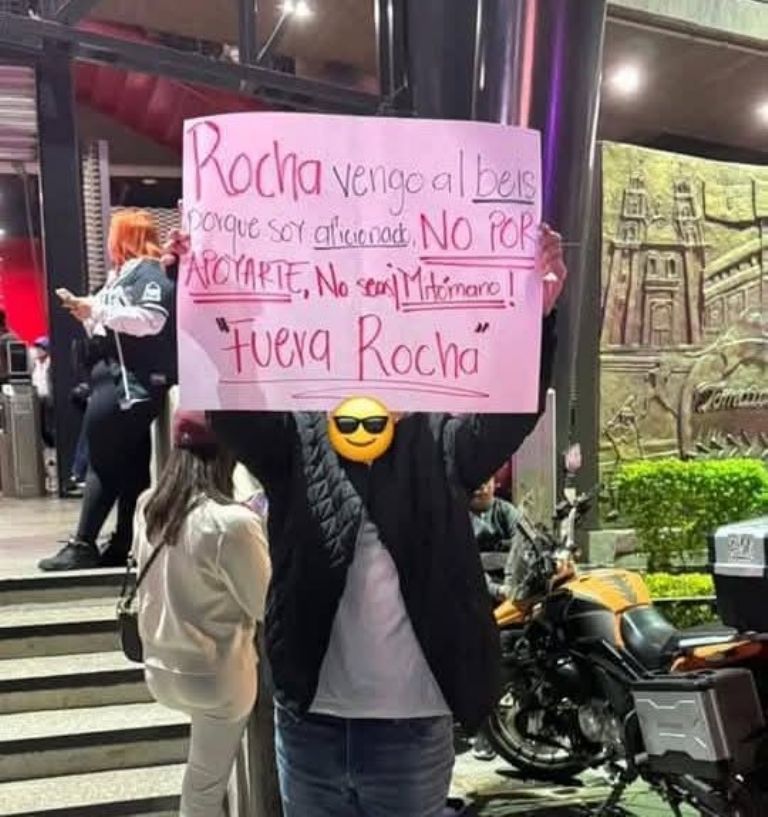 Rocha vengo al beis
porque soy aficionado, NO POR
APOYARTE, No seas ¡Mitómano!
"Fuera Rocha"